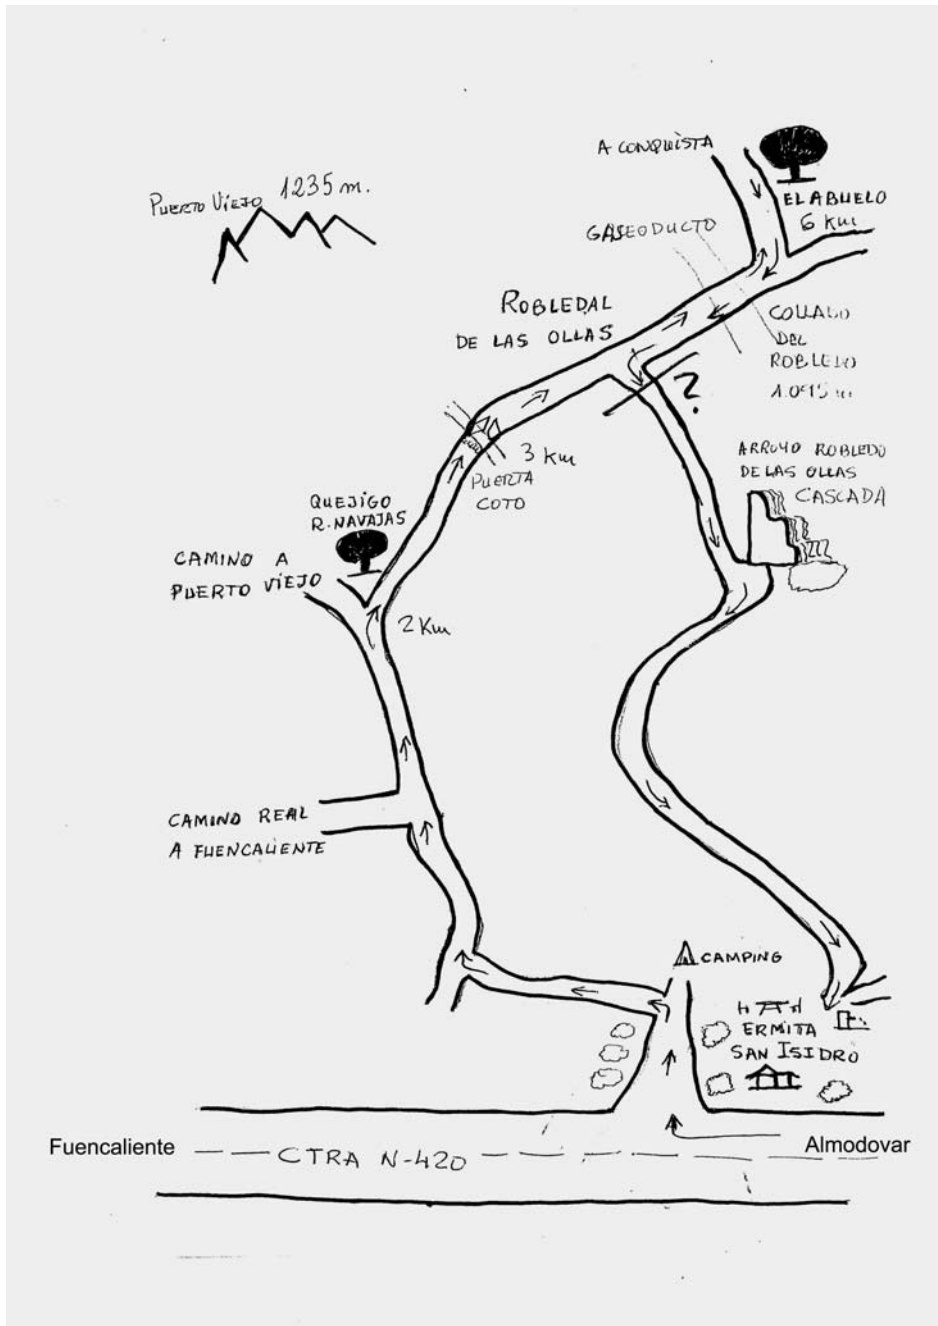 A CONQUISTA
PUERTO VIEJO 1235 m.
EL ABUELO
6 Km
GASEODUCTO
ROBLEDAL
DE LAS OLLAS
COLLADO
DEL
ROBLEDO
?
ARROYO ROBLEDO
DE LAS OLLAS
CASCADA
3 Km
PUERTA
COTO
QUEJIGO
R. NAVAJAS
CAMINO A
PUERTO VIEJO
2 Km
CAMINO REAL
A FUENCALIENTE
CAMPING
ERMITA
SAN ISIDRO
Fuencaliente
CTRA N-420
Almodovar